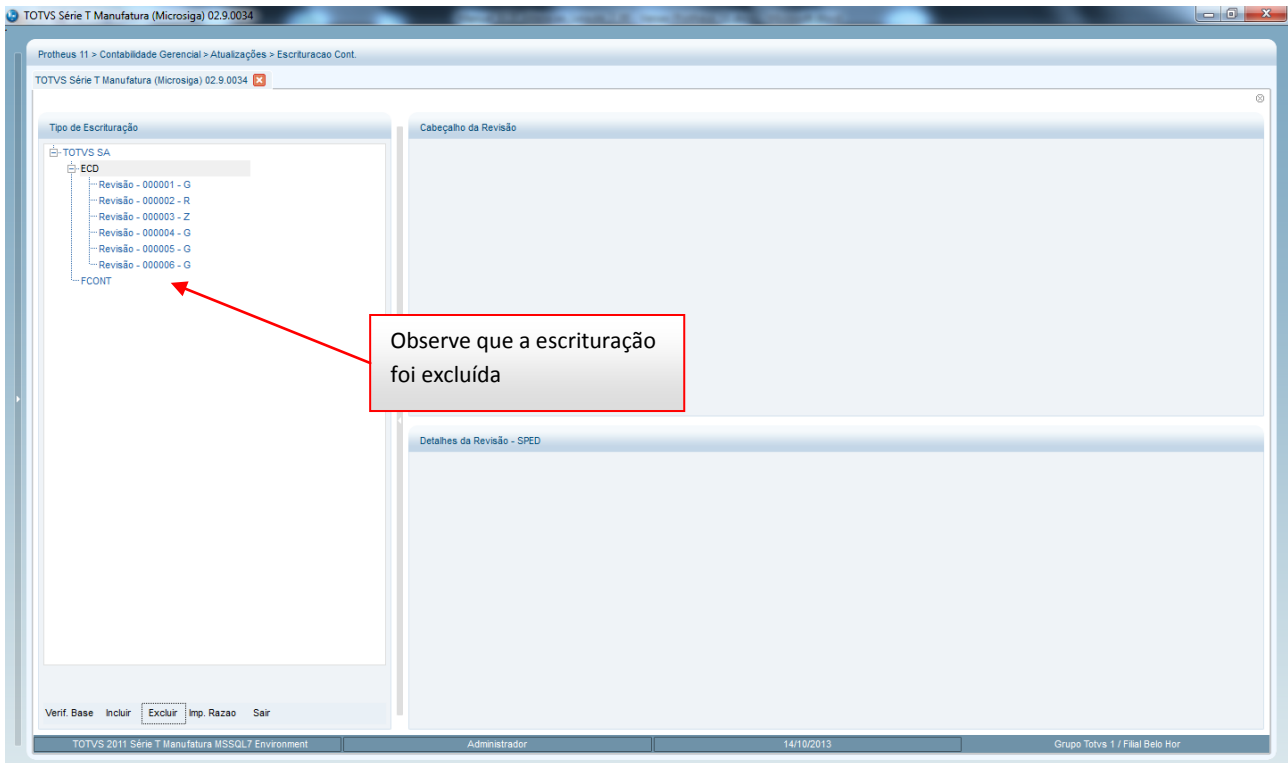 TOTVS Série T Manufatura (Microsiga) 02.9.0034
Protheus 11 > Contabilidade Gerencial > Atualizações > Escrituracao Cont.
TOTVS Série T Manufatura (Microsiga) 02.9.0034
Tipo de Escrituração
TOTVS SA
ECD
Revisão - 000001 - G
Revisão - 000002 - R
Revisão - 000003 - Z
Revisão - 000004 - G
Revisão - 000005 - G
Revisão - 000006 - G
FCONT
Cabeçalho da Revisão
Observe que a escrituração
foi excluída
Detalhes da Revisão - SPED
Verif. Base Incluir Excluir Imp. Razao Sair
TOTVS 2011 Série T Manufatura MSSQL7 Environment Administrador 14/10/2013 Grupo Totvs 1 / Filial Belo Hor